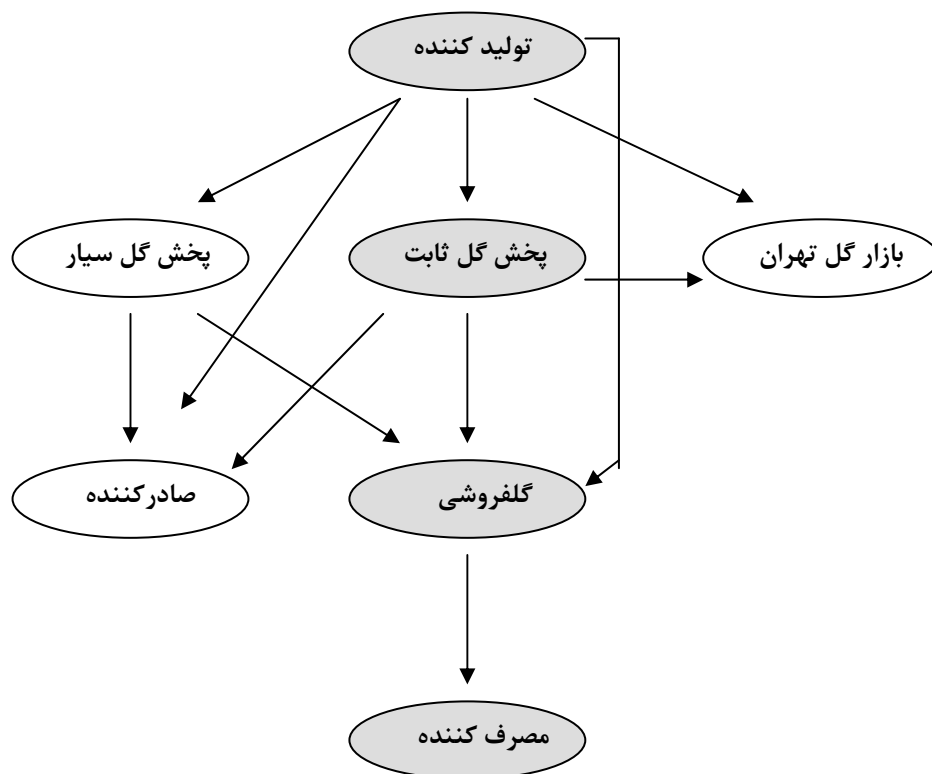 تولید کننده
پخش گل سیار
پخش گل ثابت
بازار گل تهران
صادرکننده
گلفروشی
مصرف کننده